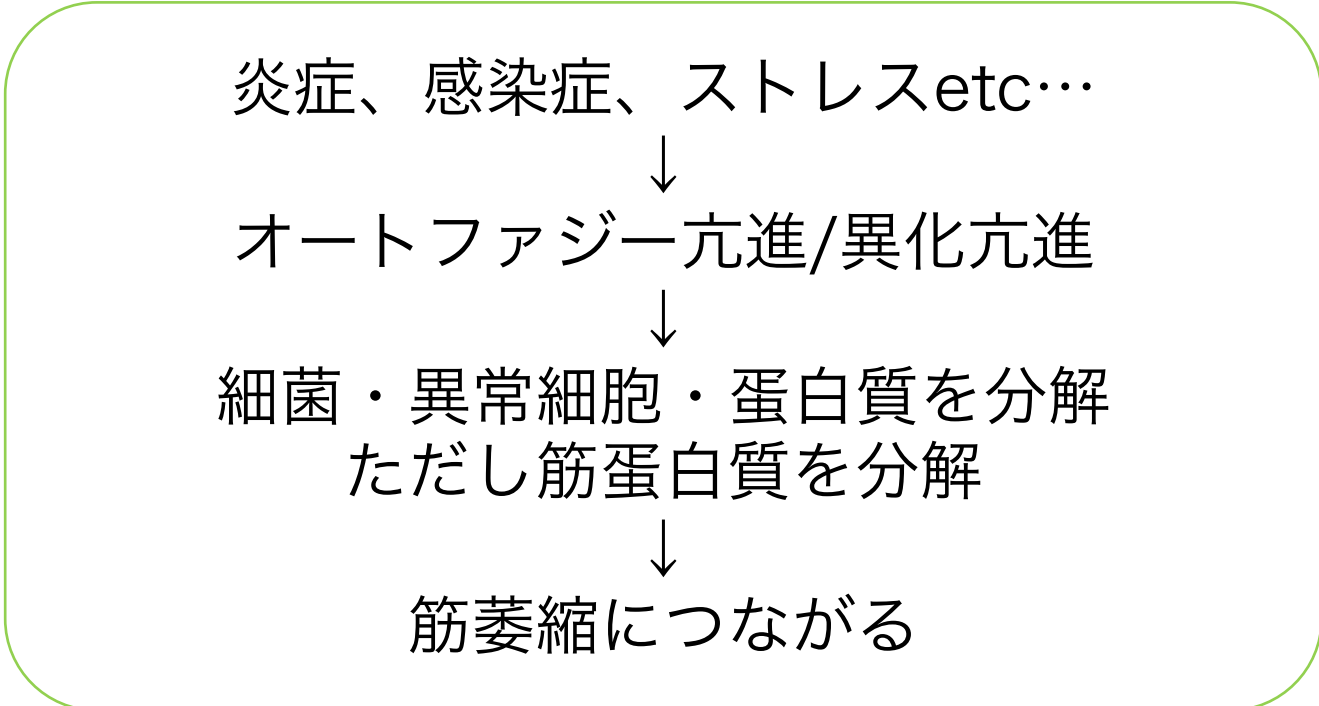 炎症、感染症、ストレスetc…
↓
オートファジー亢進/異化亢進
↓
細菌・異常細胞・蛋白質を分解
ただし筋蛋白質を分解
↓
筋萎縮につながる